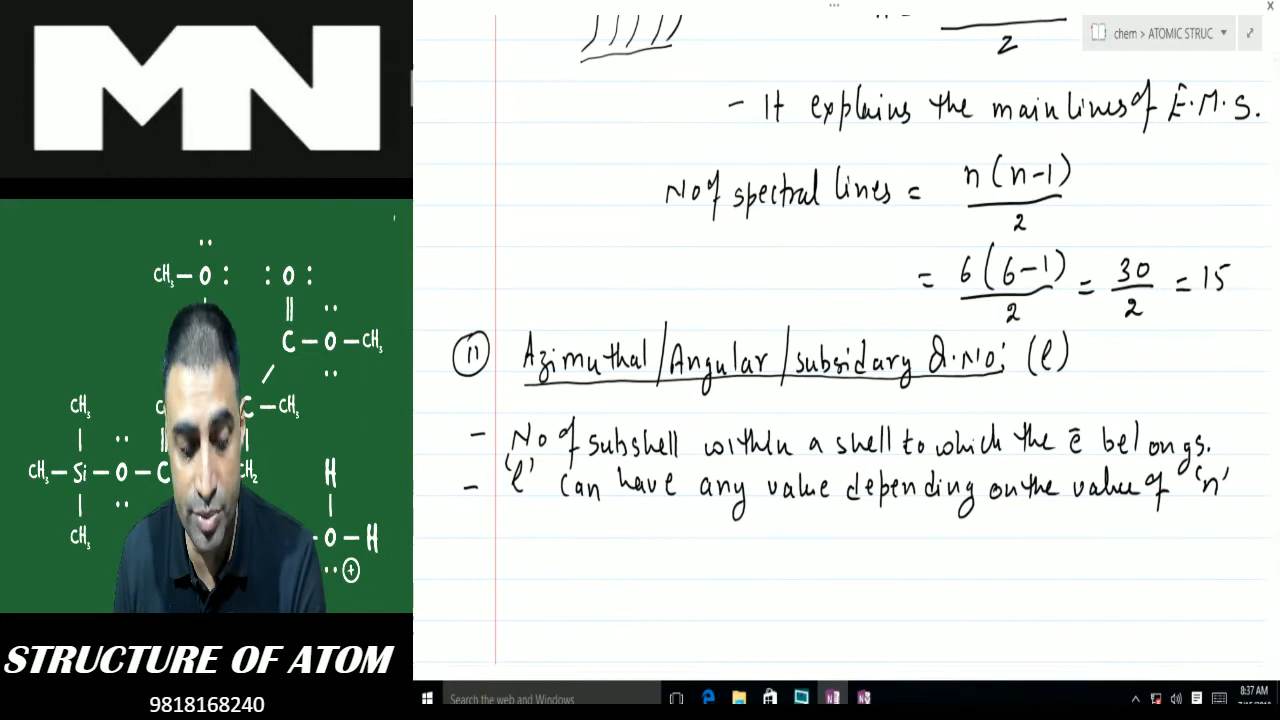 MN
chem > ATOMIC STRUC
2
- It explains the main lines of E.M.S.
No of spectral lines = n(n-1)/2
= 6(6-1)/2 = 30/2 = 15
(II) Azimuthal/Angular/subsidary Q.No; (l)
- No of subshell within a shell to which the ē belongs.
- 'l' can have any value depending on the value of 'n'
CH₃—O: :O:
C—O—CH₃
CH₃ C—CH₃
CH₃—Si—O—C CH₂ H
CH₃ O—H
STRUCTURE OF ATOM
9818168240
Search the web and Windows
8:37 AM